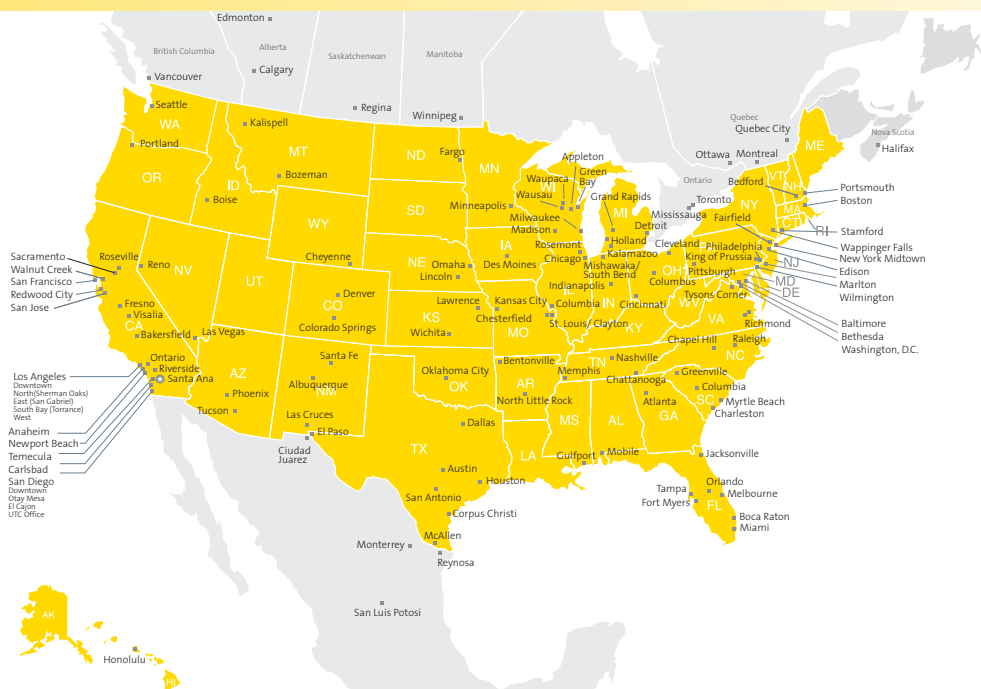 Edmonton
British Columbia
Alberta
Saskatchenwan
Manitoba
Vancouver
Calgary
Regina
Winnipeg
Quebec
Quebec City
Nova Scotia
Halifax
Ottawa
Montreal
Ontario
Toronto
Mississauga
Seattle
WA
Portland
OR
Kalispell
MT
Bozeman
ID
Boise
WY
Cheyenne
ND
Fargo
SD
MN
Minneapolis
Appleton
Green
Bay
Waupaca
WI
Wausau
Milwaukee
Madison
Grand Rapids
MI
Detroit
Holland
Kalamazoo
Rosemont
Chicago
Mishawaka/
South Bend
Cleveland
Bedford
VT
NH
ME
Portsmouth
Boston
MA
CT
RI
NY
Fairfield
Stamford
Wappinger Falls
New York Midtown
Edison
Marlton
Wilmington
Philadelphia
King of Prussia
Pittsburgh
NJ
MD
DE
Tysons Corner
Baltimore
Bethesda
Washington, D.C.
Sacramento
Walnut Creek
San Francisco
Redwood City
San Jose
Roseville
Reno
NV
UT
Fresno
Visalia
CA
Bakersfield
Las Vegas
Denver
CO
Colorado Springs
NE
Omaha
Lincoln
IA
Des Moines
Lawrence
KS
Wichita
Kansas City
Chesterfield
Columbia
MO
St. Louis/ Clayton
IL
Indianapolis
IN
OH
Columbus
Cincinnati
KY
WV
VA
Richmond
Chapel Hill
Raleigh
NC
Ontario
Riverside
Santa Ana
Los Angeles
Downtown
North(Sherman Oaks)
East (San Gabriel)
South Bay (Torrance)
West
Anaheim
Newport Beach
Temecula
Carlsbad
San Diego
Downtown
Otay Mesa
El Cajon
UTC Office
AZ
Phoenix
Tucson
Santa Fe
Albuquerque
NM
Las Cruces
El Paso
Ciudad
Juarez
Oklahoma City
OK
Bentonville
AR
North Little Rock
Memphis
TN
Nashville
Chattanooga
Greenville
Columbia
SC
Myrtle Beach
Charleston
Atlanta
GA
AL
MS
Dallas
TX
LA
Gulfport
Mobile
Jacksonville
Austin
Houston
San Antonio
Corpus Christi
McAllen
Reynosa
Monterrey
San Luis Potosi
Orlando
Tampa
Melbourne
Fort Myers
FL
Boca Raton
Miami
AK
Honolulu
HI